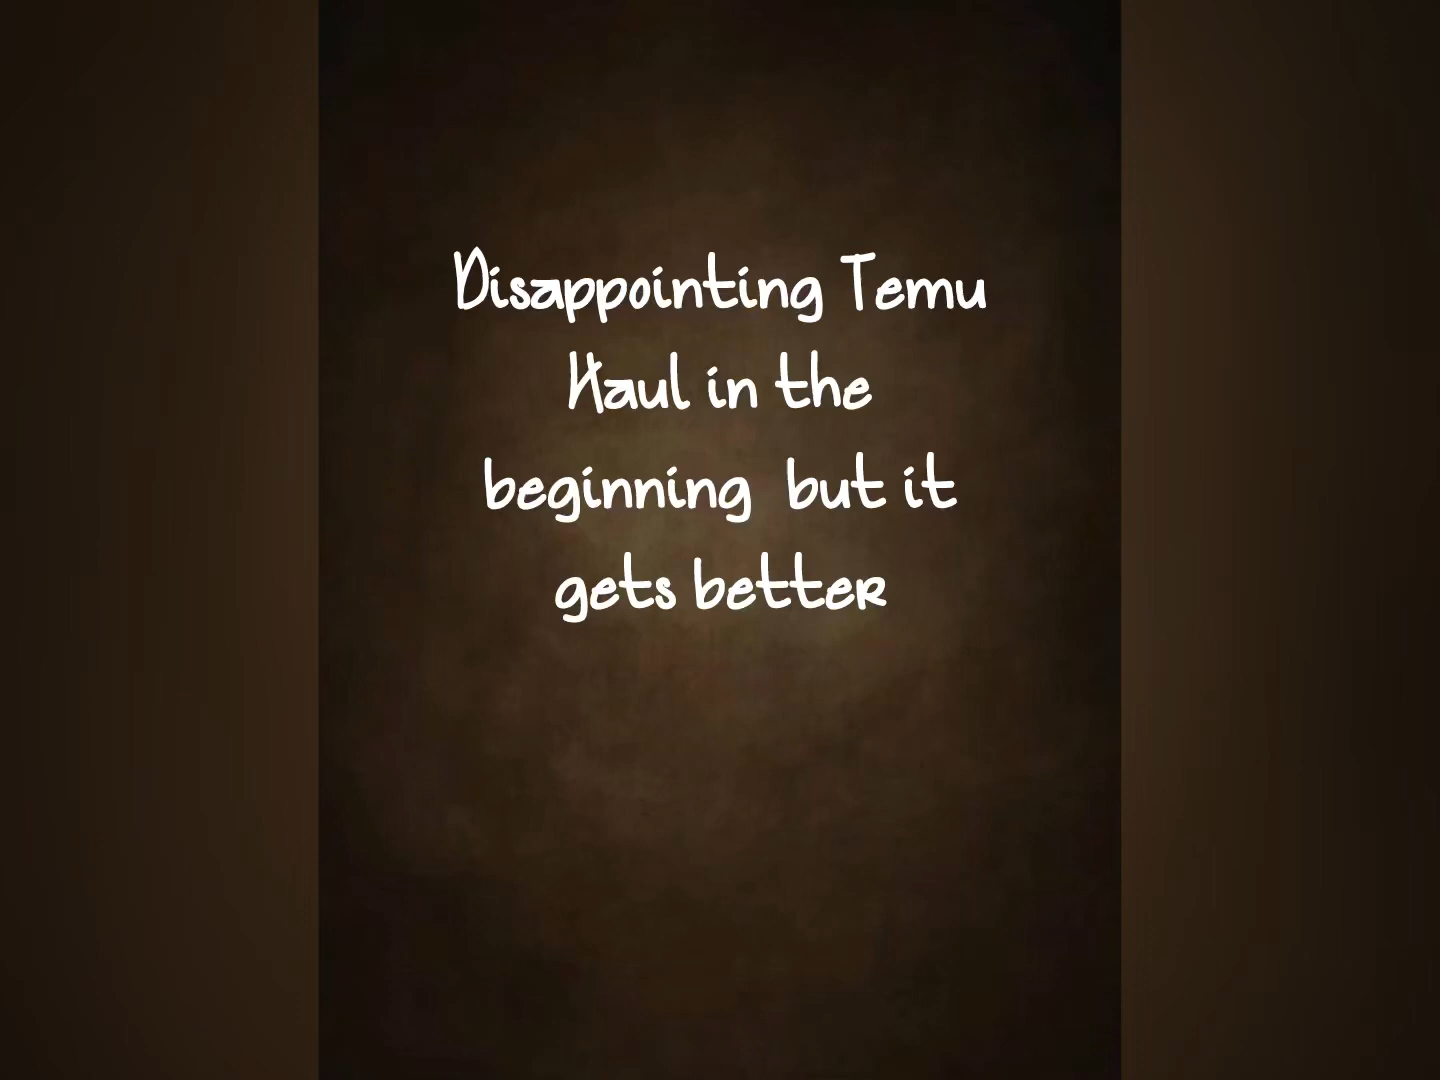 Disappointing Temu
Haul in the
beginning  but it
gets better